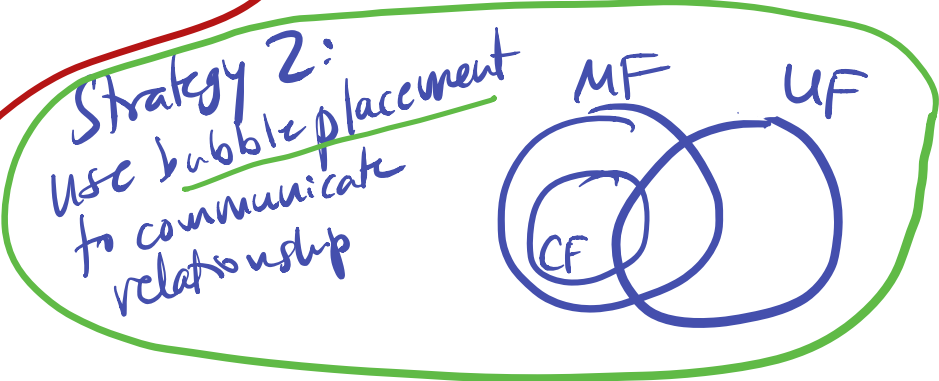 Strategy 2:
use bubble placement
to communicate
relationship
MF
UF
CF